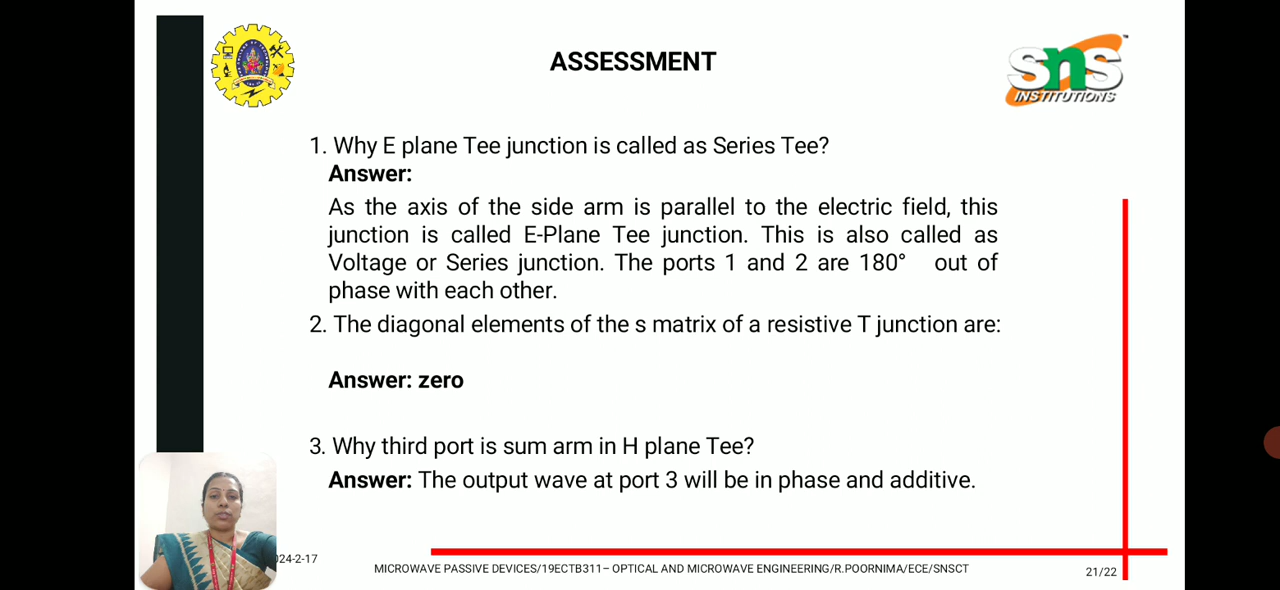 ASSESSMENT
SNS
INSTITUTIONS
1. Why E plane Tee junction is called as Series Tee?
Answer:
As the axis of the side arm is parallel to the electric field, this
junction is called E-Plane Tee junction. This is also called as
Voltage or Series junction. The ports 1 and 2 are 180° out of
phase with each other.
2. The diagonal elements of the s matrix of a resistive T junction are:
Answer: zero
3. Why third port is sum arm in H plane Tee?
Answer: The output wave at port 3 will be in phase and additive.
024-2-17
MICROWAVE PASSIVE DEVICES/19ECTB311– OPTICAL AND MICROWAVE ENGINEERING/R.POORNIMA/ECE/SNSCT
21/22